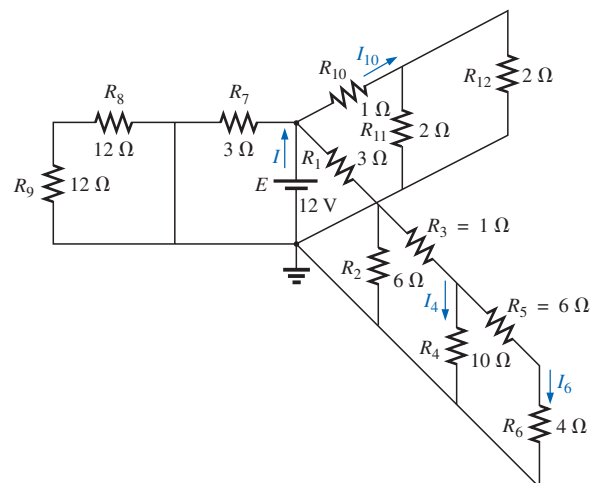 I₁₀
R₁₀
R₁₂
2 Ω
R₈
R₇
1 Ω
R₁₁
2 Ω
12 Ω
3 Ω
I
R₁
3 Ω
R₉
12 Ω
E
12 V
R₃ = 1 Ω
R₂
6 Ω
I₄
R₅ = 6 Ω
R₄
10 Ω
I₆
R₆
4 Ω